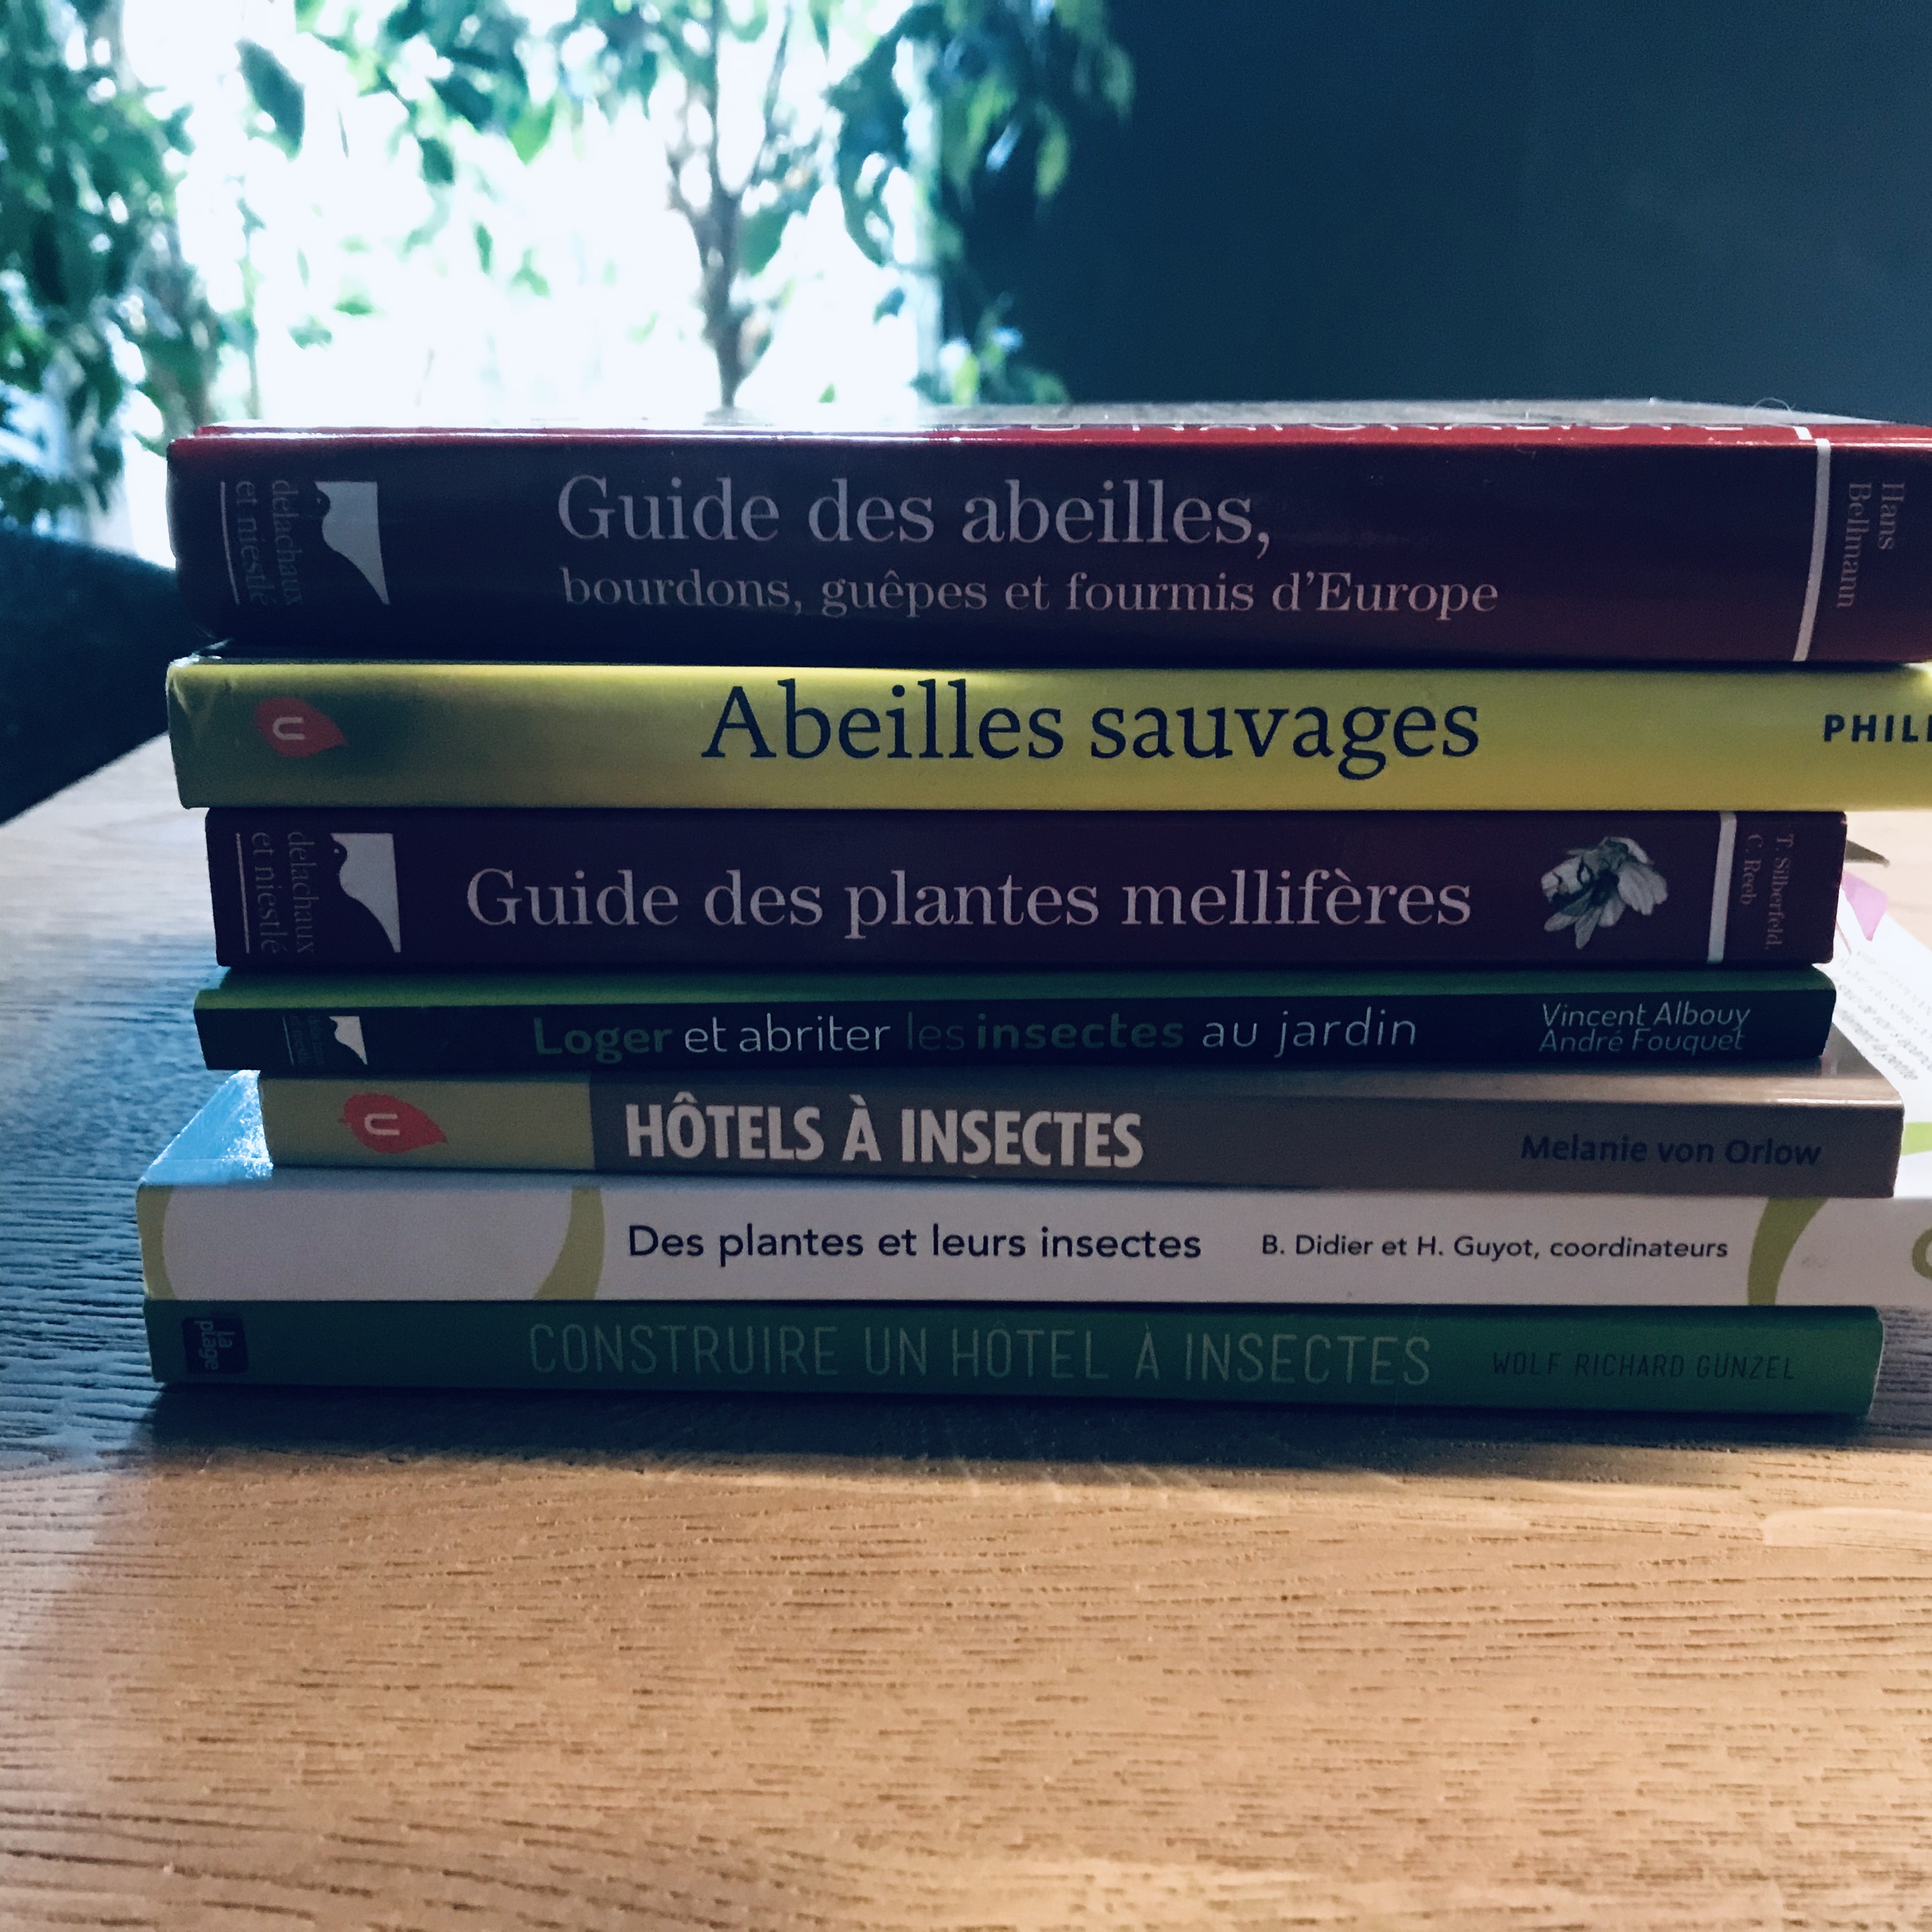 delachaux
et niestlé
Guide des abeilles,
bourdons, guêpes et fourmis d'Europe
Hans
Bellmann
U
Abeilles sauvages
PHILI
delachaux
et niestlé
Guide des plantes mellifères
T. Silberfeld,
C. Reeb
Loger et abriter les insectes au jardin
Vincent Albouy
André Fouquet
U
HÔTELS À INSECTES
Melanie von Orlow
Des plantes et leurs insectes
B. Didier et H. Guyot, coordinateurs
la
plage
CONSTRUIRE UN HÔTEL À INSECTES
WOLF RICHARD GÜNZEL